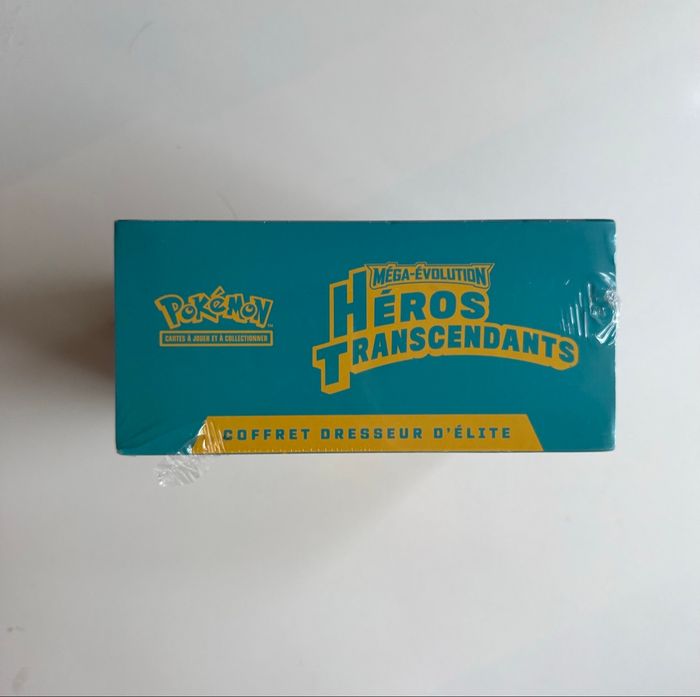 POKÉMON
CARTES À JOUER ET À COLLECTIONNER
MÉGA-ÉVOLUTION
HÉROS
TRANSCENDANTS
COFFRET DRESSEUR D'ÉLITE